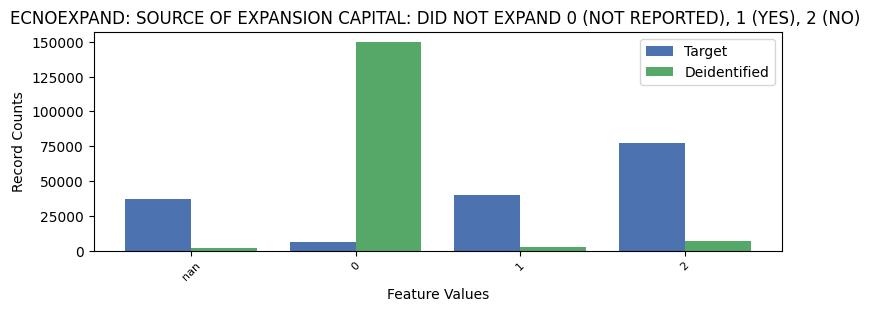 ECNOEXPAND: SOURCE OF EXPANSION CAPITAL: DID NOT EXPAND 0 (NOT REPORTED), 1 (YES), 2 (NO)
Target
Deidentified
Record Counts
150000
125000
100000
75000
50000
25000
0
nan
0
1
2
Feature Values